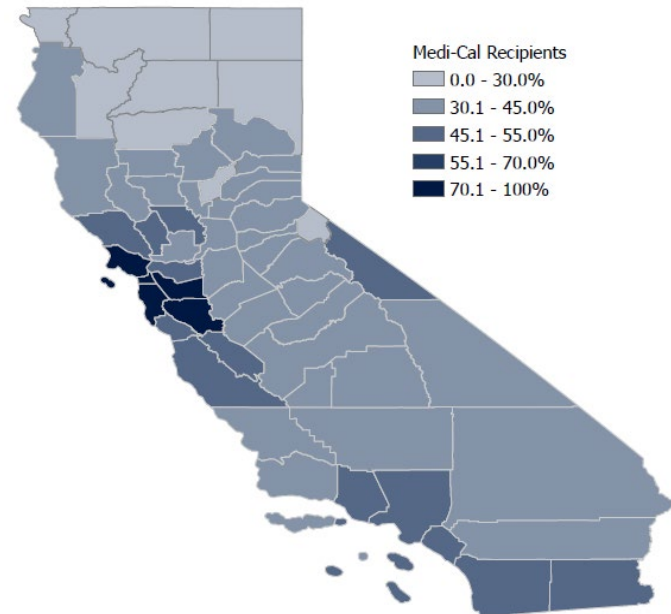 Medi-Cal Recipients
0.0 - 30.0%
30.1 - 45.0%
45.1 - 55.0%
55.1 - 70.0%
70.1 - 100%